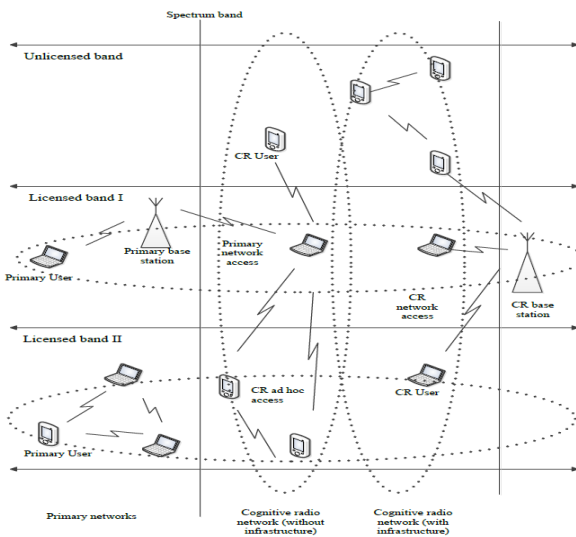 Spectrum band
Unlicensed band
CR User
Licensed band I
Primary base
station
Primary
network
access
Primary User
CR
network
access
CR base
station
Licensed band II
CR ad hoc
access
CR User
Primary User
Primary networks
Cognitive radio
network (without
infrastructure)
Cognitive radio
network (with
infrastructure)